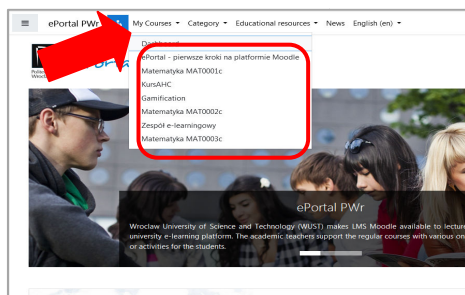 ePortal PWr My Courses Category Educational resources News English (en)
Dashboard
ePortal - pierwsze kroki na platformie Moodle
Matematyka MAT0001c
KursAHC
Gamification
Matematyka MAT0002c
Zespół e-learningowy
Matematyka MAT0003c
ePortal PWr
Wroclaw University of Science and Technology (WUST) makes LMS Moodle available to lectur
university e-learning platform. The academic teachers support the regular courses with various on
or activities for the students.